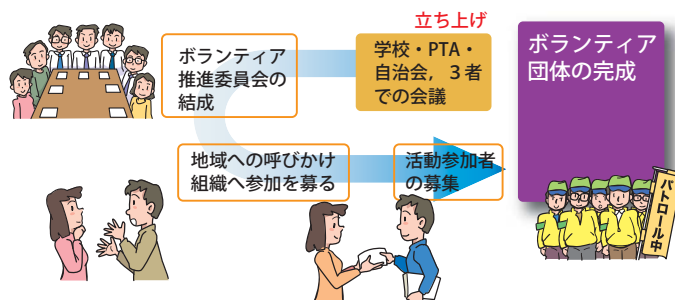 立ち上げ
学校・PTA・
自治会，３者
での会議
ボランティア
推進委員会の
結成
地域への呼びかけ
組織へ参加を募る
活動参加者
の募集
ボランティア
団体の完成
パトロール中